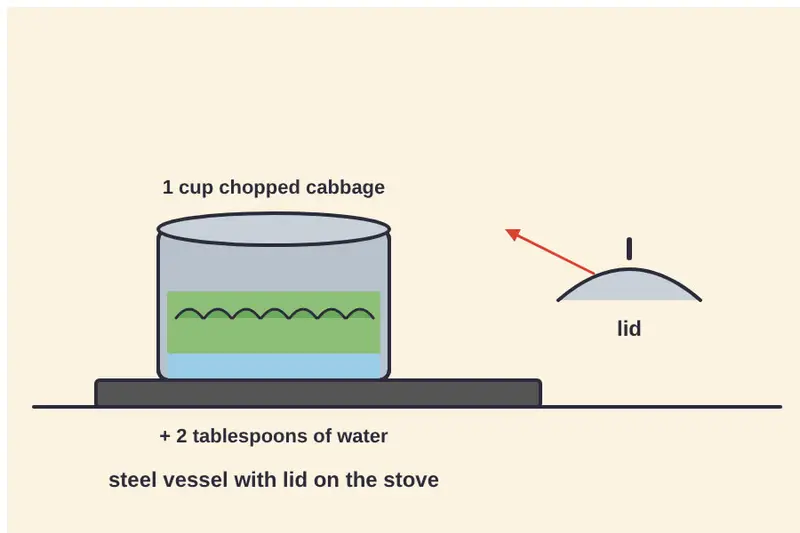 1 cup chopped cabbage
lid
+ 2 tablespoons of water
steel vessel with lid on the stove